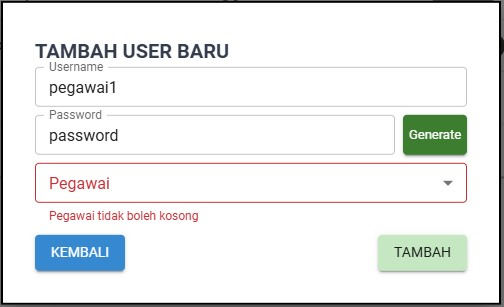 TAMBAH USER BARU
Username
pegawai1
Password
password
Generate
Pegawai
Pegawai tidak boleh kosong
KEMBALI
TAMBAH